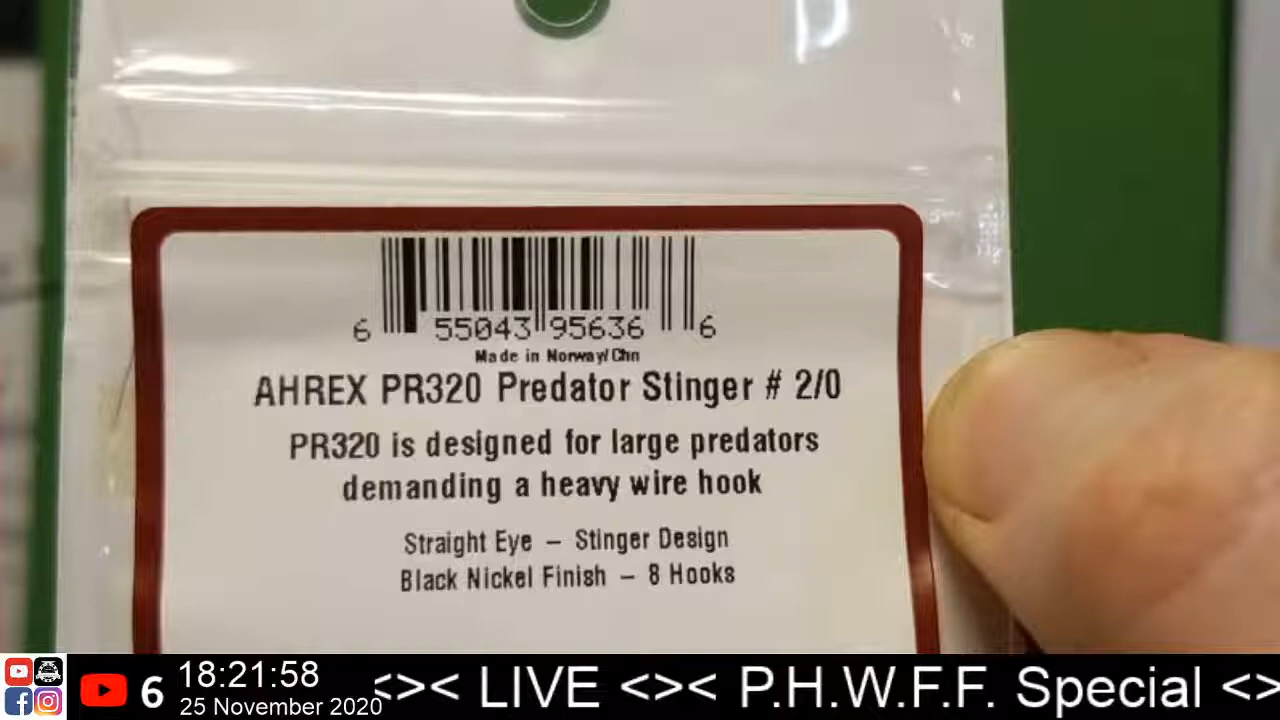 6 55043 95636 6
Made in Norway/Chn
AHREX PR320 Predator Stinger # 2/0
PR320 is designed for large predators
demanding a heavy wire hook
Straight Eye – Stinger Design
Black Nickel Finish – 8 Hooks
6
18:21:58
25 November 2020
<>< LIVE <>< P.H.W.F.F. Special <>